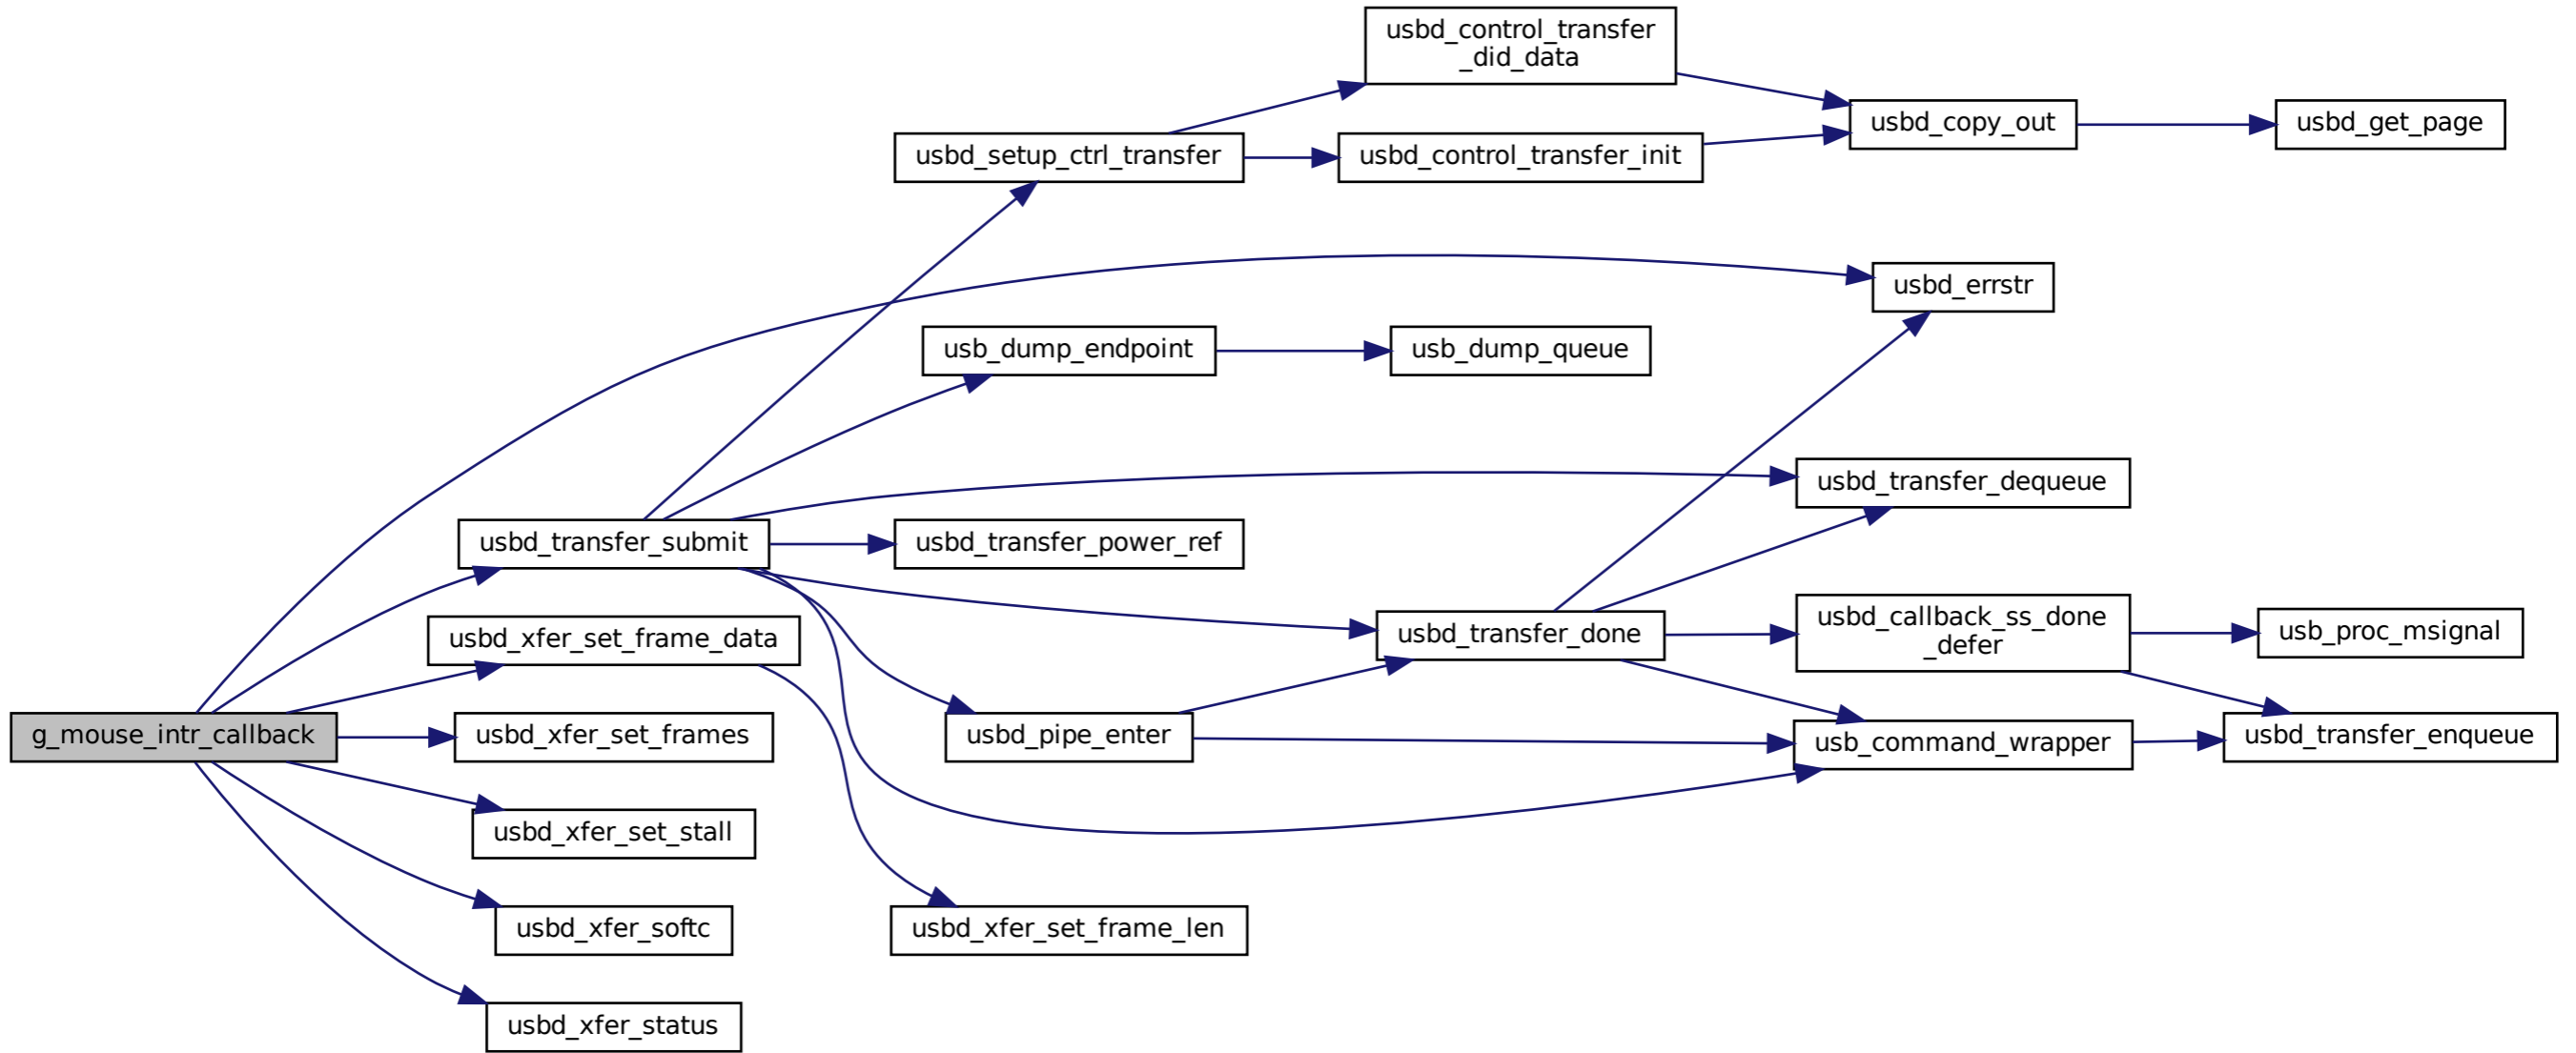 usbd_control_transfer
_did_data
usbd_copy_out
usbd_get_page
usbd_setup_ctrl_transfer
usbd_control_transfer_init
usbd_errstr
usb_dump_endpoint
usb_dump_queue
usbd_transfer_dequeue
usbd_transfer_submit
usbd_transfer_power_ref
usbd_xfer_set_frame_data
usbd_transfer_done
usbd_callback_ss_done
_defer
usb_proc_msignal
g_mouse_intr_callback
usbd_xfer_set_frames
usbd_pipe_enter
usb_command_wrapper
usbd_transfer_enqueue
usbd_xfer_set_stall
usbd_xfer_softc
usbd_xfer_set_frame_len
usbd_xfer_status